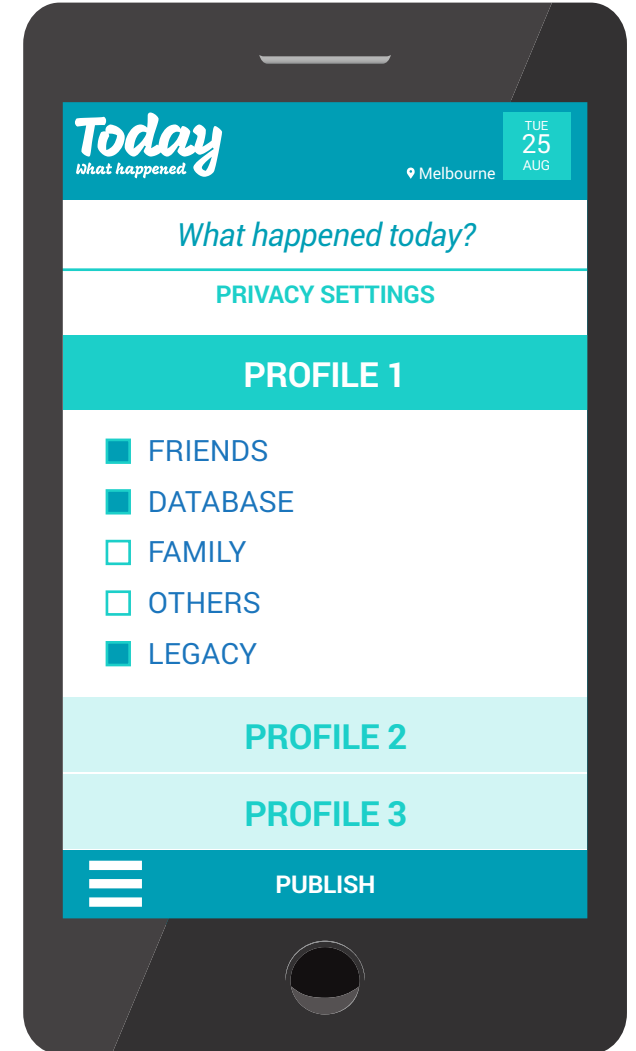 Today
What happened
Melbourne
TUE
25
AUG
What happened today?
PRIVACY SETTINGS
PROFILE 1
FRIENDS
DATABASE
FAMILY
OTHERS
LEGACY
PROFILE 2
PROFILE 3
PUBLISH